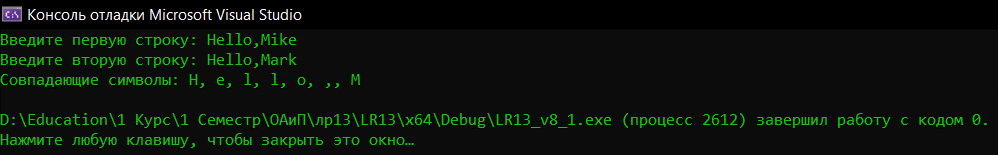 Консоль отладки Microsoft Visual Studio
Введите первую строку: Hello,Mike
Введите вторую строку: Hello,Mark
Совпадающие символы: H, e, l, l, o, ,, M
D:\Education\1 Курс\1 Семестр\ОАиП\лр13\LR13\x64\Debug\LR13_v8_1.exe (процесс 2612) завершил работу с кодом 0.
Нажмите любую клавишу, чтобы закрыть это окно…